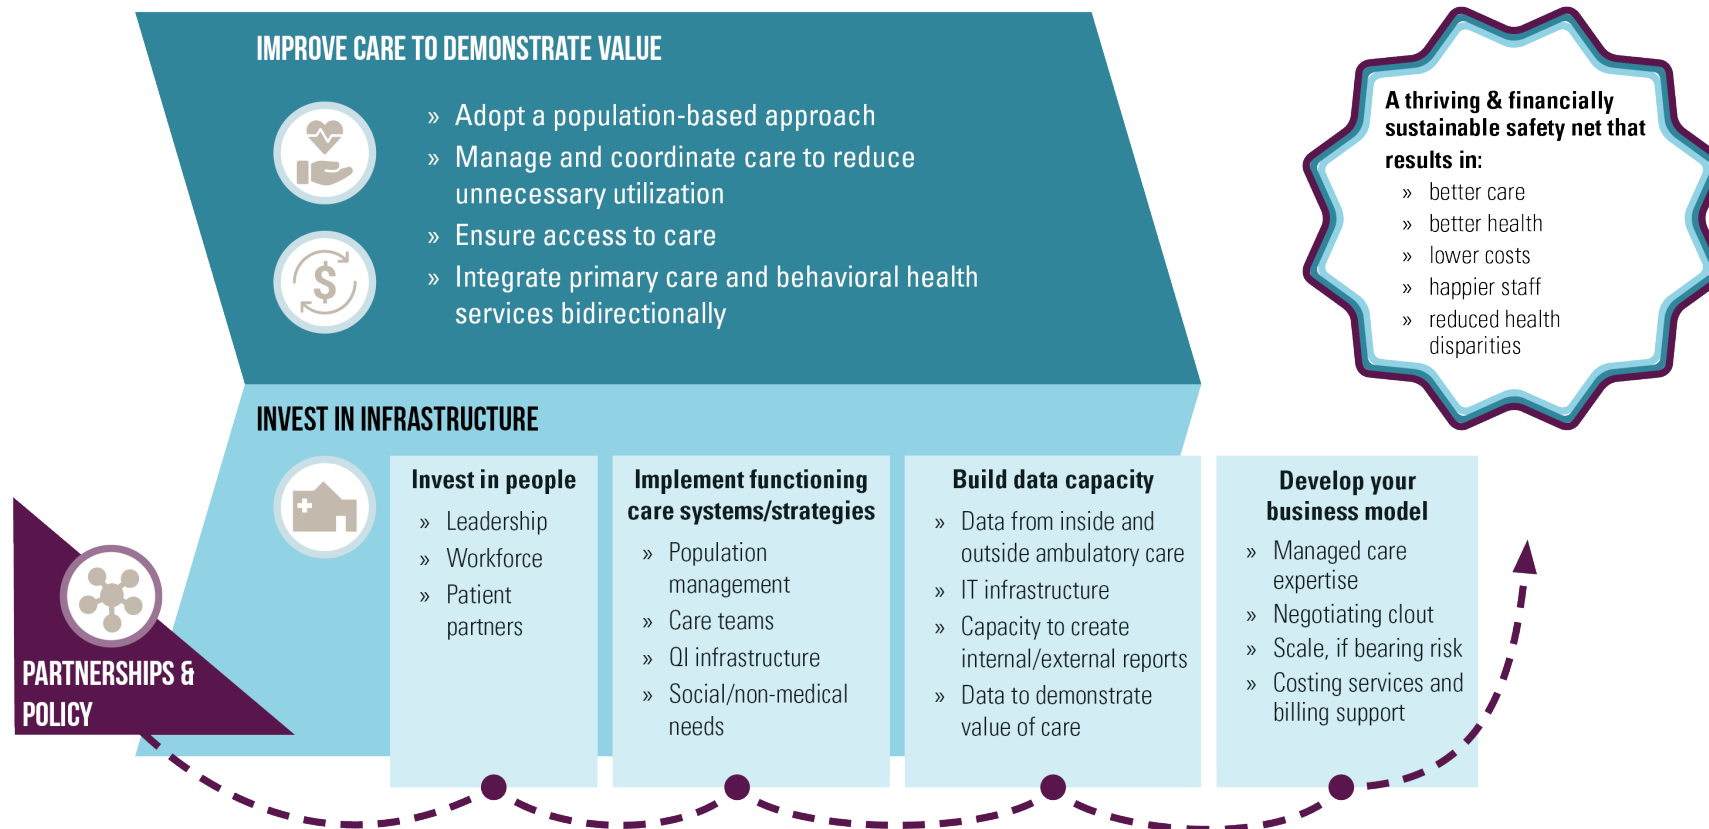 IMPROVE CARE TO DEMONSTRATE VALUE
» Adopt a population-based approach
» Manage and coordinate care to reduce
unnecessary utilization
» Ensure access to care
» Integrate primary care and behavioral health
services bidirectionally
A thriving & financially
sustainable safety net that
results in:
» better care
» better health
» lower costs
» happier staff
» reduced health
disparities
INVEST IN INFRASTRUCTURE
Invest in people
» Leadership
» Workforce
» Patient
partners
Implement functioning
care systems/strategies
» Population
management
» Care teams
» QI infrastructure
» Social/non-medical
needs
Build data capacity
» Data from inside and
outside ambulatory care
» IT infrastructure
» Capacity to create
internal/external reports
» Data to demonstrate
value of care
Develop your
business model
» Managed care
expertise
» Negotiating clout
» Scale, if bearing risk
» Costing services and
billing support
PARTNERSHIPS &
POLICY